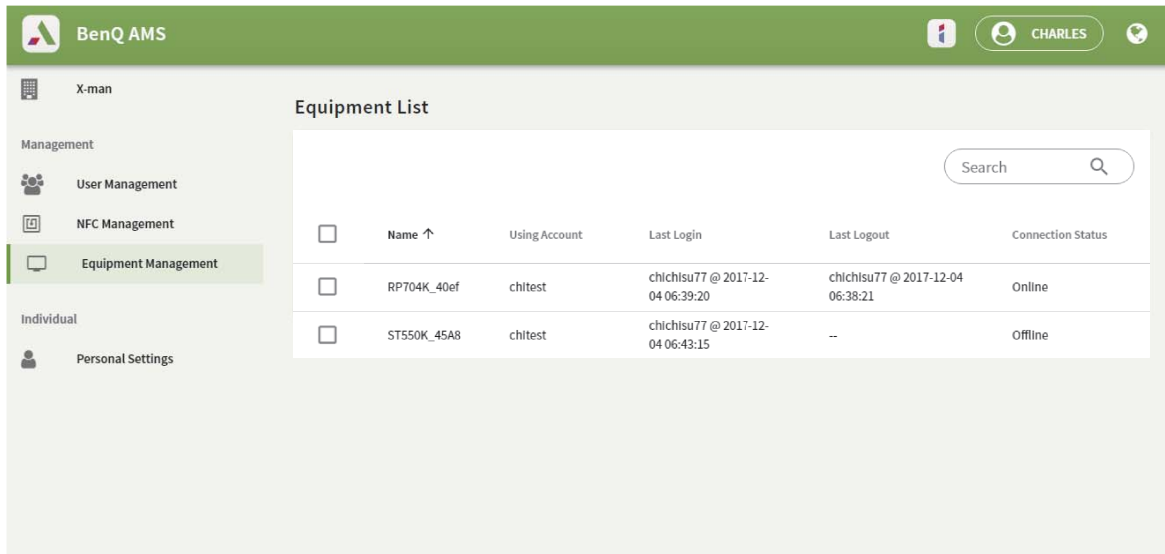 BenQ AMS
CHARLES
X-man
Equipment List
Management
Search
User Management
NFC Management
Name ↑ Using Account Last Login Last Logout Connection Status
Equipment Management
RP704K_40ef chitest chichisu77 @ 2017-12-04 06:39:20 chichisu77 @ 2017-12-04 06:38:21 Online
Individual
ST550K_45A8 chitest chichisu77 @ 2017-12-04 06:43:15 -- Offline
Personal Settings